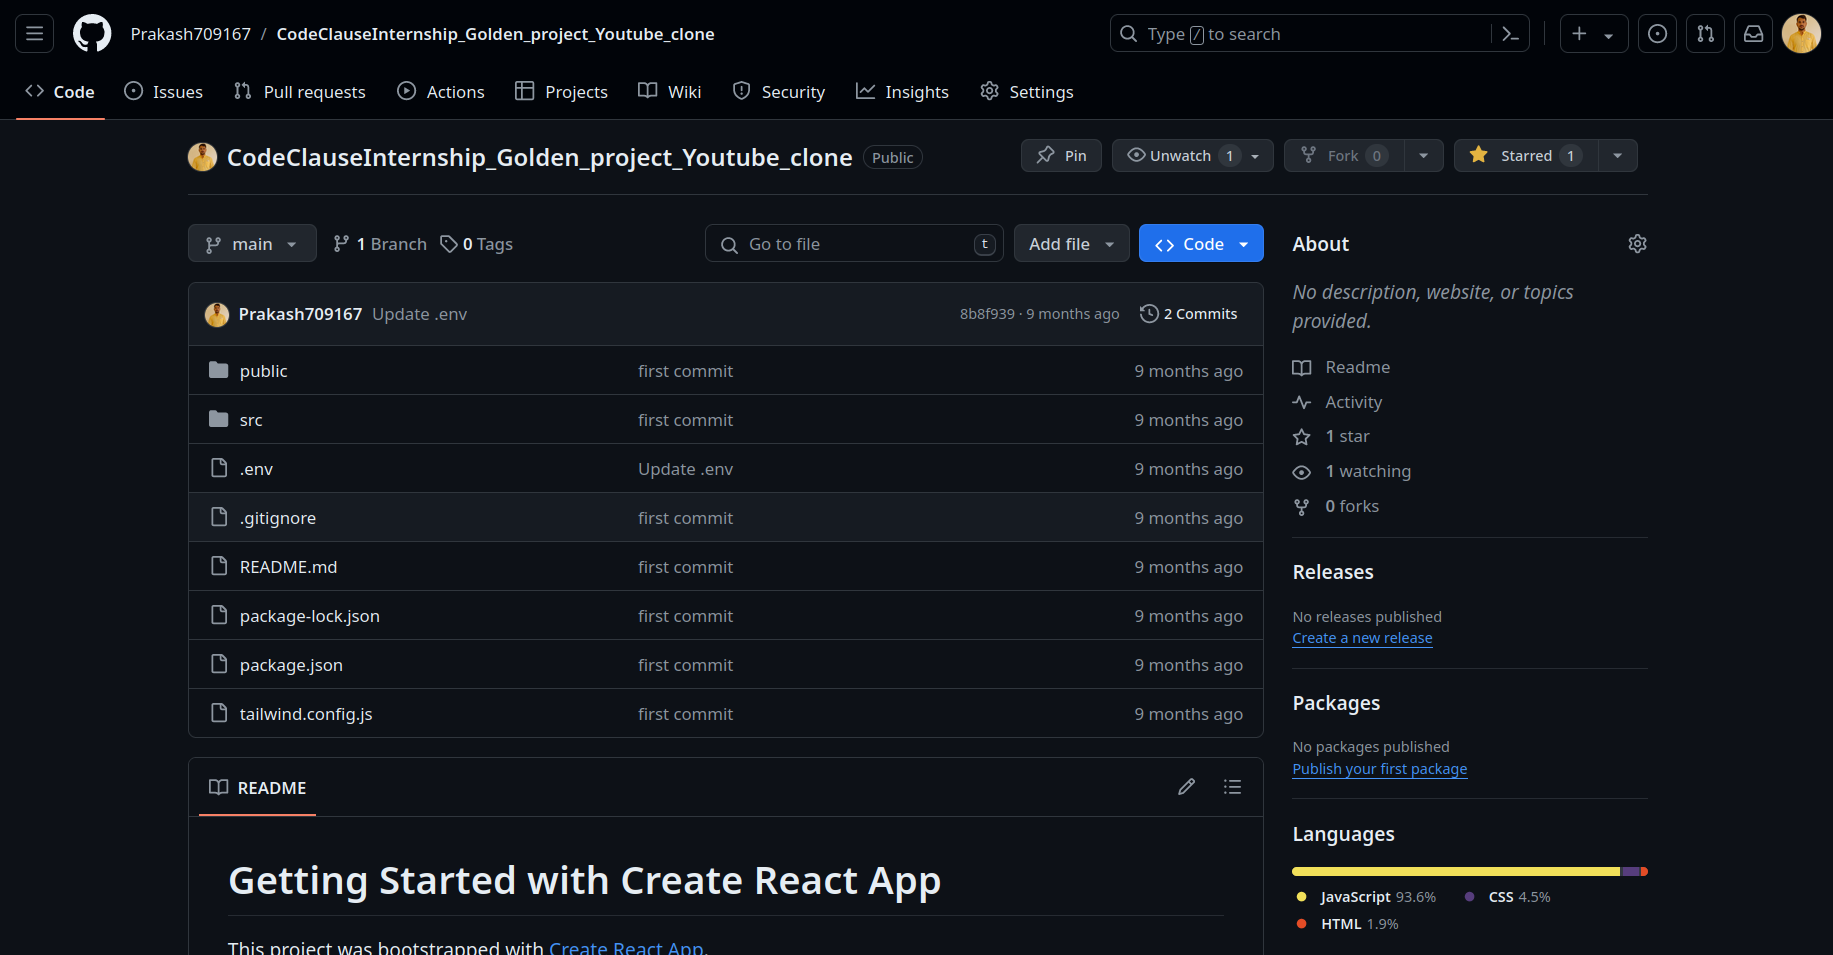 Prakash709167 / CodeClauseInternship_Golden_project_Youtube_clone
Type / to search
Code Issues Pull requests Actions Projects Wiki Security Insights Settings
CodeClauseInternship_Golden_project_Youtube_clone Public
Pin Unwatch 1 Fork 0 Starred 1
main 1 Branch 0 Tags Go to file t Add file Code
Prakash709167 Update .env 8b8f939 · 9 months ago 2 Commits
public first commit 9 months ago
src first commit 9 months ago
.env Update .env 9 months ago
.gitignore first commit 9 months ago
README.md first commit 9 months ago
package-lock.json first commit 9 months ago
package.json first commit 9 months ago
tailwind.config.js first commit 9 months ago
README
Getting Started with Create React App
This project was bootstrapped with Create React App.
About
No description, website, or topics
provided.
Readme
Activity
1 star
1 watching
0 forks
Releases
No releases published
Create a new release
Packages
No packages published
Publish your first package
Languages
JavaScript 93.6% CSS 4.5%
HTML 1.9%